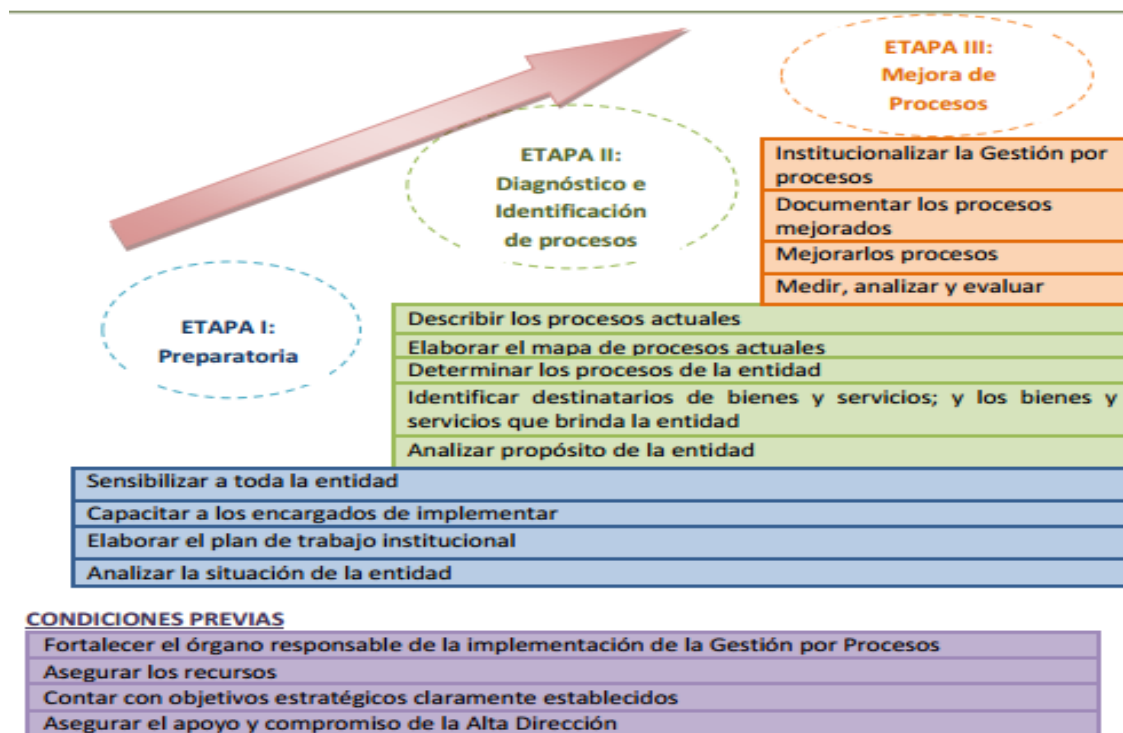 ETAPA III:
Mejora de
Procesos
ETAPA II:
Diagnóstico e
Identificación
de procesos
ETAPA I:
Preparatoria
Institucionalizar la Gestión por
procesos
Documentar los procesos
mejorados
Mejorarlos procesos
Medir, analizar y evaluar
Describir los procesos actuales
Elaborar el mapa de procesos actuales
Determinar los procesos de la entidad
Identificar destinatarios de bienes y servicios; y los bienes y
servicios que brinda la entidad
Analizar propósito de la entidad
Sensibilizar a toda la entidad
Capacitar a los encargados de implementar
Elaborar el plan de trabajo institucional
Analizar la situación de la entidad
CONDICIONES PREVIAS
Fortalecer el órgano responsable de la implementación de la Gestión por Procesos
Asegurar los recursos
Contar con objetivos estratégicos claramente establecidos
Asegurar el apoyo y compromiso de la Alta Dirección